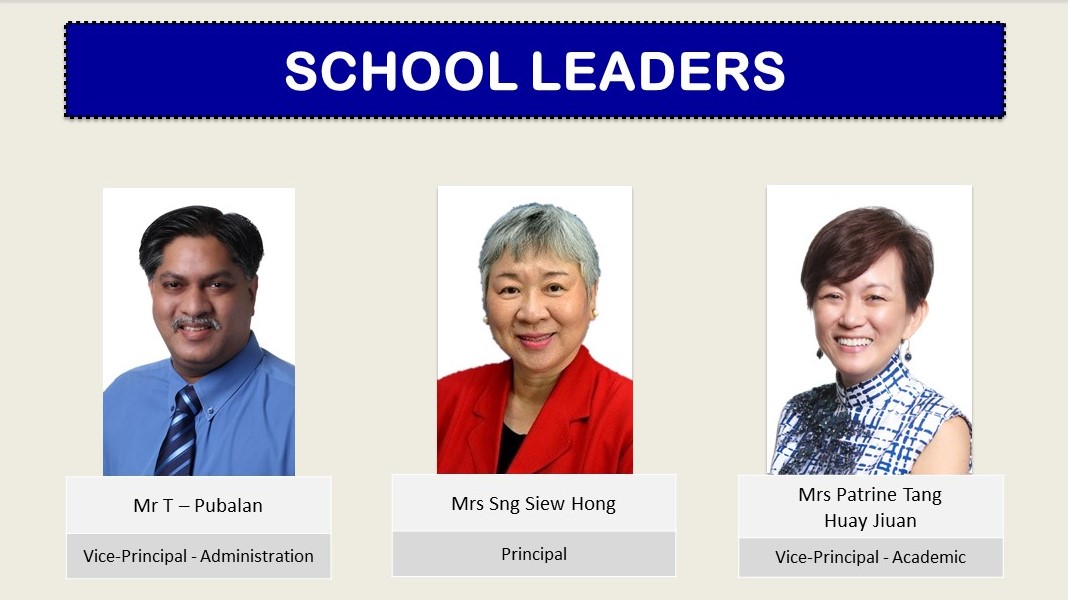 SCHOOL LEADERS
Mr T – Pubalan
Vice-Principal - Administration
Mrs Sng Siew Hong
Principal
Mrs Patrine Tang
Huay Jiuan
Vice-Principal - Academic